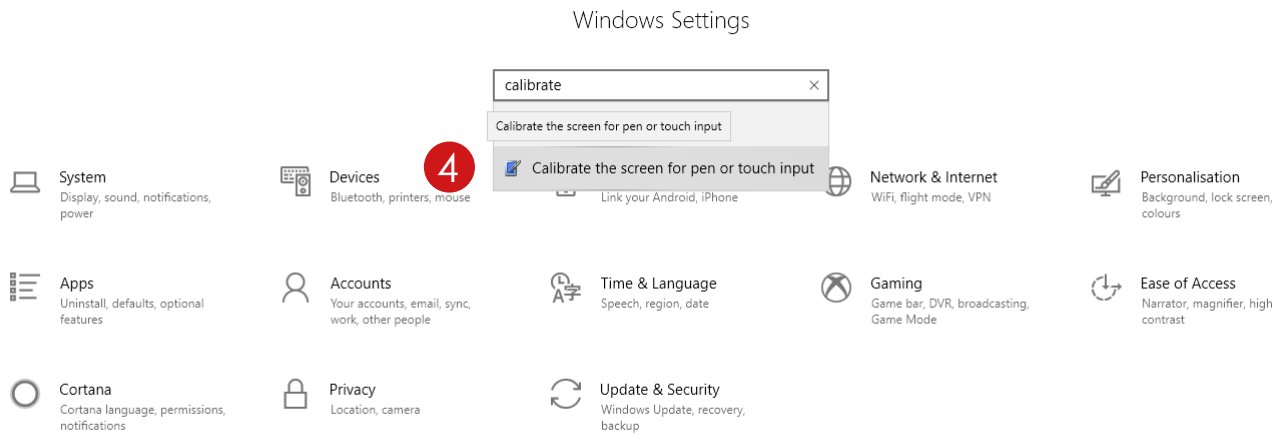 Windows Settings
calibrate
Calibrate the screen for pen or touch input
4
Calibrate the screen for pen or touch input
System
Display, sound, notifications,
power
Devices
Bluetooth, printers, mouse
Link your Android, iPhone
Network & Internet
WiFi, flight mode, VPN
Personalisation
Background, lock screen,
colours
Apps
Uninstall, defaults, optional
features
Accounts
Your accounts, email, sync,
work, other people
Time & Language
Speech, region, date
Gaming
Game bar, DVR, broadcasting,
Game Mode
Ease of Access
Narrator, magnifier, high
contrast
Cortana
Cortana language, permissions,
notifications
Privacy
Location, camera
Update & Security
Windows Update, recovery,
backup